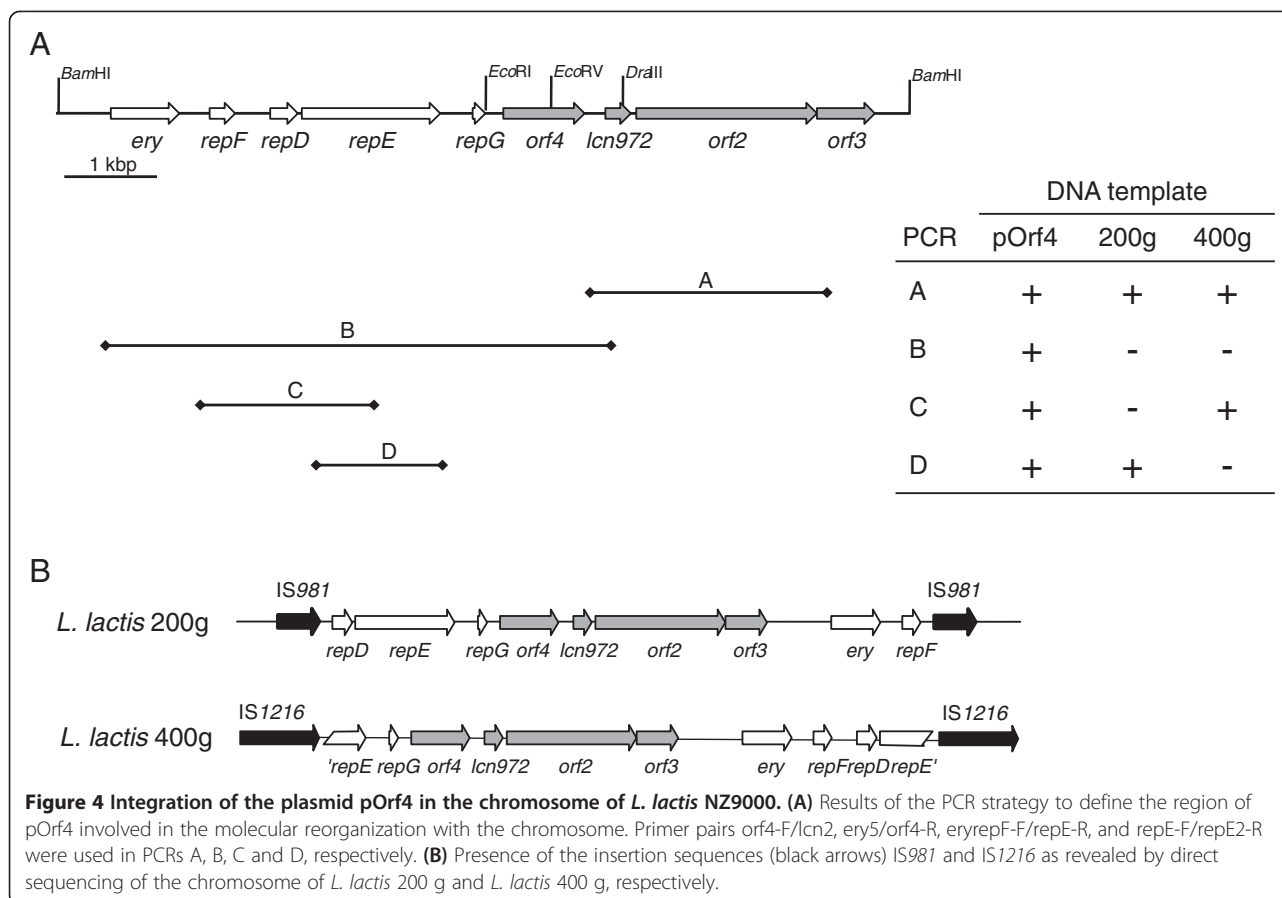 A
BamHI EcoRI EcoRV DraIII BamHI
ery repF repD repE repG orf4 lcn972 orf2 orf3
1 kbp
DNA template
PCR pOrf4 200g 400g
A + + +
B + - -
C + - +
D + + -
A
B
C
D
B
IS981 IS981
L. lactis 200g
repD repE repG orf4 lcn972 orf2 orf3 ery repF
IS1216 IS1216
L. lactis 400g
'repE repG orf4 lcn972 orf2 orf3 ery repF repD repE'
Figure 4 Integration of the plasmid pOrf4 in the chromosome of L. lactis NZ9000. (A) Results of the PCR strategy to define the region of
pOrf4 involved in the molecular reorganization with the chromosome. Primer pairs orf4-F/lcn2, ery5/orf4-R, eryrepF-F/repE-R, and repE-F/repE2-R
were used in PCRs A, B, C and D, respectively. (B) Presence of the insertion sequences (black arrows) IS981 and IS1216 as revealed by direct
sequencing of the chromosome of L. lactis 200 g and L. lactis 400 g, respectively.